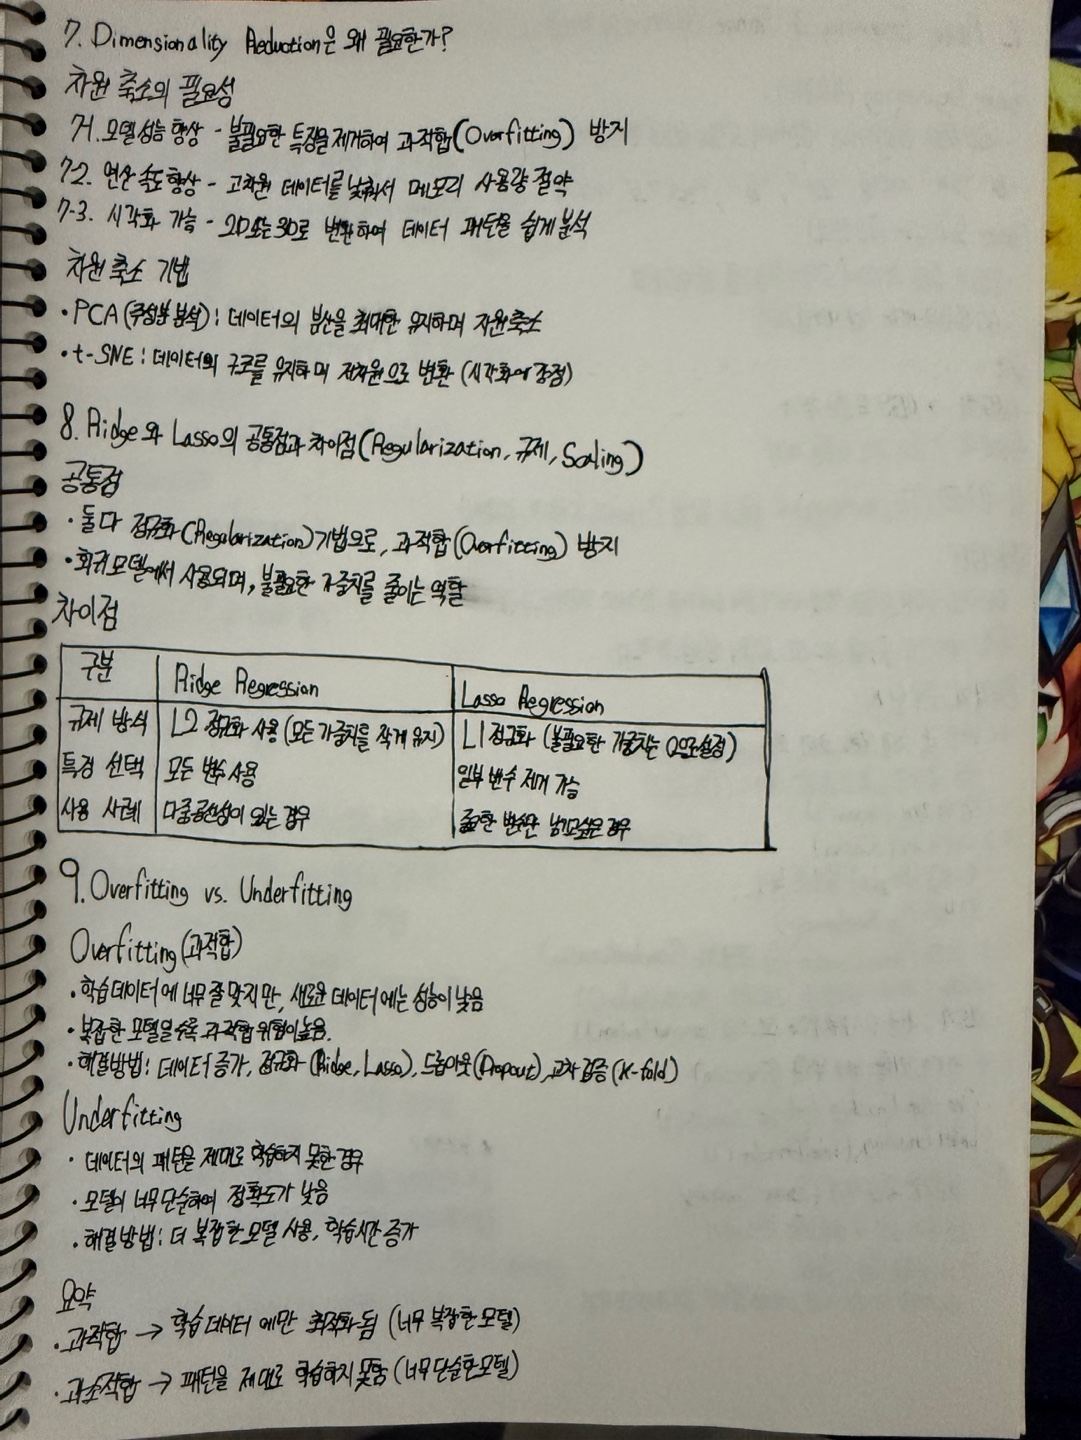 7. Dimensionality Reduction은 왜 필요한가?
차원 축소의 필요성
7-1. 모델 성능 향상 - 불필요한 특징을 제거하여 과적합(Overfitting) 방지
7-2. 연산 속도 향상 - 고차원 데이터를 낮춰서 메모리 사용량 절약
7-3. 시각화 가능 - 2D또는3D로 변환하여 데이터 패턴을 쉽게 분석
차원 축소 기법
• PCA(주성분 분석) : 데이터의 분산을 최대한 유지하며 차원축소
• t-SNE : 데이터의 구조를 유지하며 저차원으로 변환 (시각화에 강점)
8. Ridge와 Lasso의 공통점과 차이점(Regularization, 규제, Scaling)
공통점
• 둘다 정규화(Regularization)기법으로, 과적합(Overfitting) 방지
• 회귀모델에서 사용되며, 불필요한 가중치를 줄이는 역할
차이점
구분 Ridge Regression Lasso Regression
규제 방식 L2 정규화 사용 (모든 가중치를 작게 유지) L1 정규화 (불필요한 가중치는 0으로설정)
특징 선택 모든 변수 사용 일부 변수 제거 가능
사용 사례 다중공선성이 있는 경우 중요한 변수만 남기고싶은 경우
9. Overfitting vs. Underfitting
Overfitting(과적합)
• 학습데이터에 너무 잘 맞지만, 새로운 데이터에는 성능이 낮음
• 복잡한 모델일수록 과적합 위험이높음.
• 해결방법 : 데이터 증가, 정규화 (Ridge, Lasso), 드롭아웃(Dropout), 교차 검증 (K-fold)
Underfitting
• 데이터의 패턴을 제대로 학습하지 못한 경우
• 모델이 너무단순하여 정확도가 낮음
• 해결방법 : 더 복잡한 모델 사용, 학습시간 증가
요약
• 과적합 → 학습 데이터 에만 최적화 됨 (너무 복잡한 모델)
• 과소적합 → 패턴을 제대로 학습하지 못함 (너무 단순한 모델)